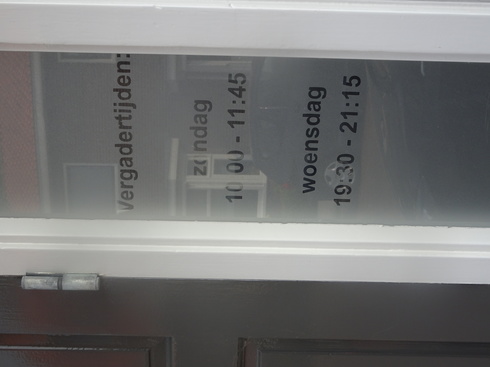 Vergadertijden:
zondag
10:00 - 11:45
woensdag
19:30 - 21:15